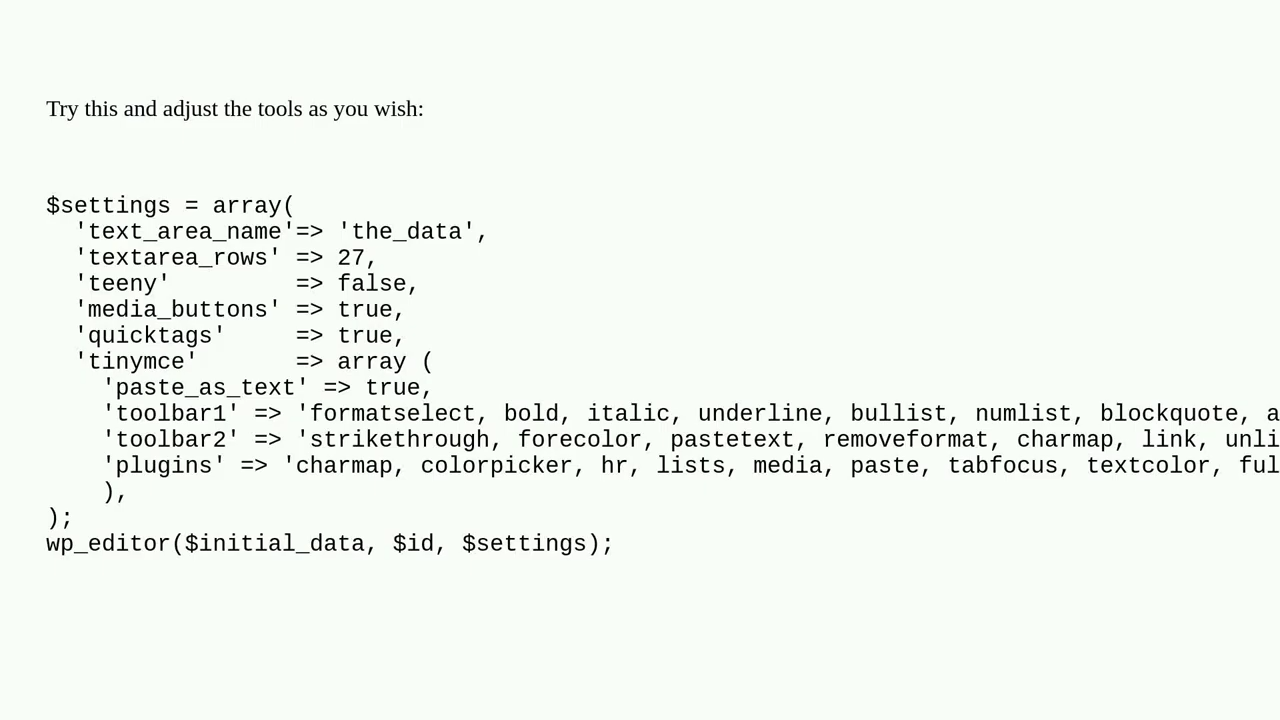 Try this and adjust the tools as you wish:
$settings = array(
  'text_area_name'=> 'the_data',
  'textarea_rows' => 27,
  'teeny'         => false,
  'media_buttons' => true,
  'quicktags'     => true,
  'tinymce'       => array (
    'paste_as_text' => true,
    'toolbar1' => 'formatselect, bold, italic, underline, bullist, numlist, blockquote,
    'toolbar2' => 'strikethrough, forecolor, pastetext, removeformat, charmap, link,
    'plugins' => 'charmap, colorpicker, hr, lists, media, paste, tabfocus, textcolor,
    ),
);
wp_editor($initial_data, $id, $settings);